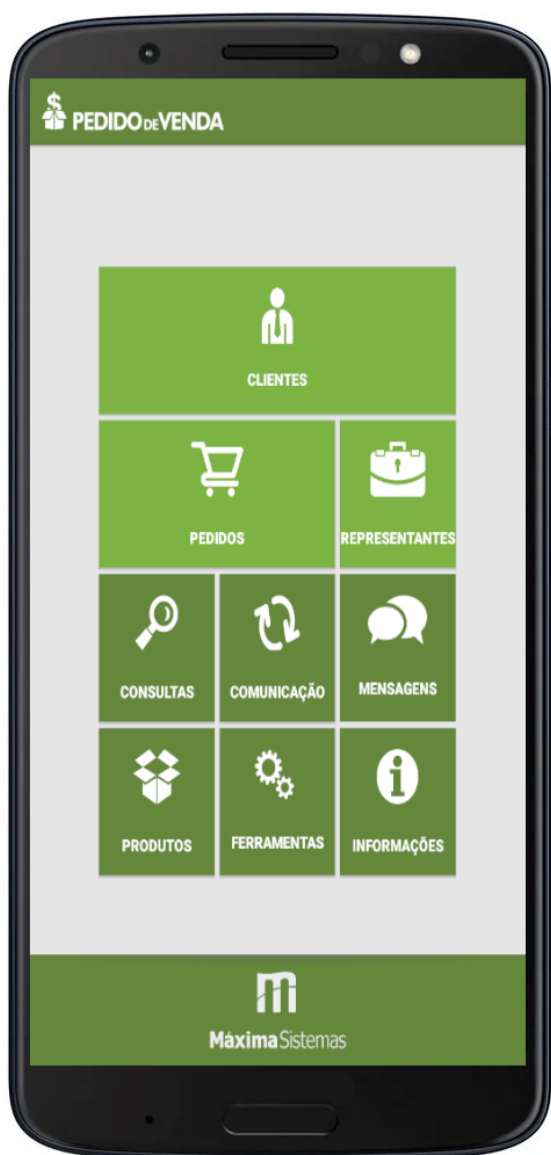 PEDIDO DE VENDA
CLIENTES
PEDIDOS
REPRESENTANTES
CONSULTAS
COMUNICAÇÃO
MENSAGENS
PRODUTOS
FERRAMENTAS
INFORMAÇÕES
Máxima Sistemas